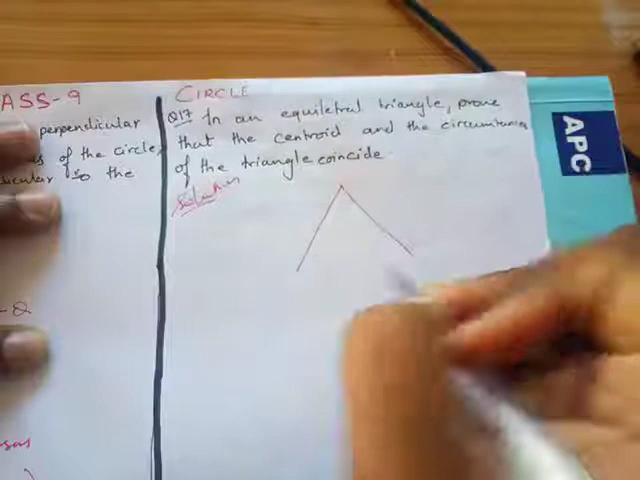 ASS-9
perpendicular
of the circle,
to the
CIRCLE
Q17 In an equiletral triangle, prove
that the centroid and the circumcentre
of the triangle coincide
Solution
APC